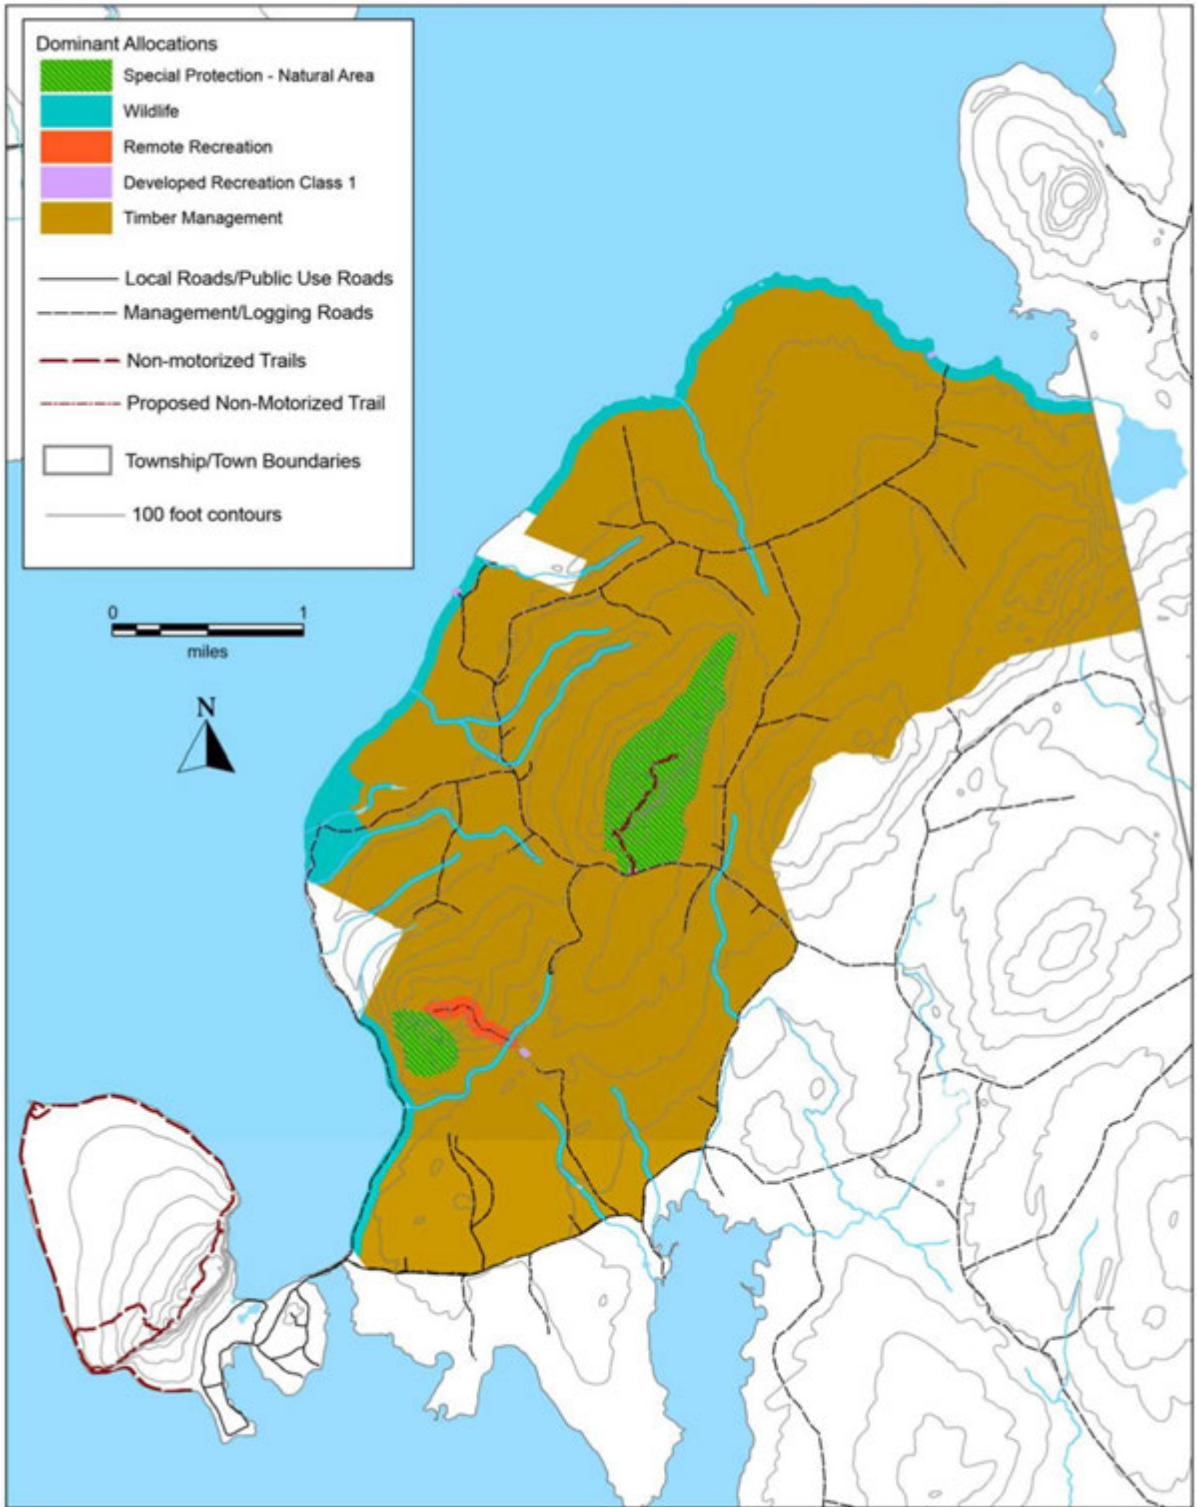 Dominant Allocations
Special Protection - Natural Area
Wildlife
Remote Recreation
Developed Recreation Class 1
Timber Management
Local Roads/Public Use Roads
Management/Logging Roads
Non-motorized Trails
Proposed Non-Motorized Trail
Township/Town Boundaries
100 foot contours
0 1
miles
N